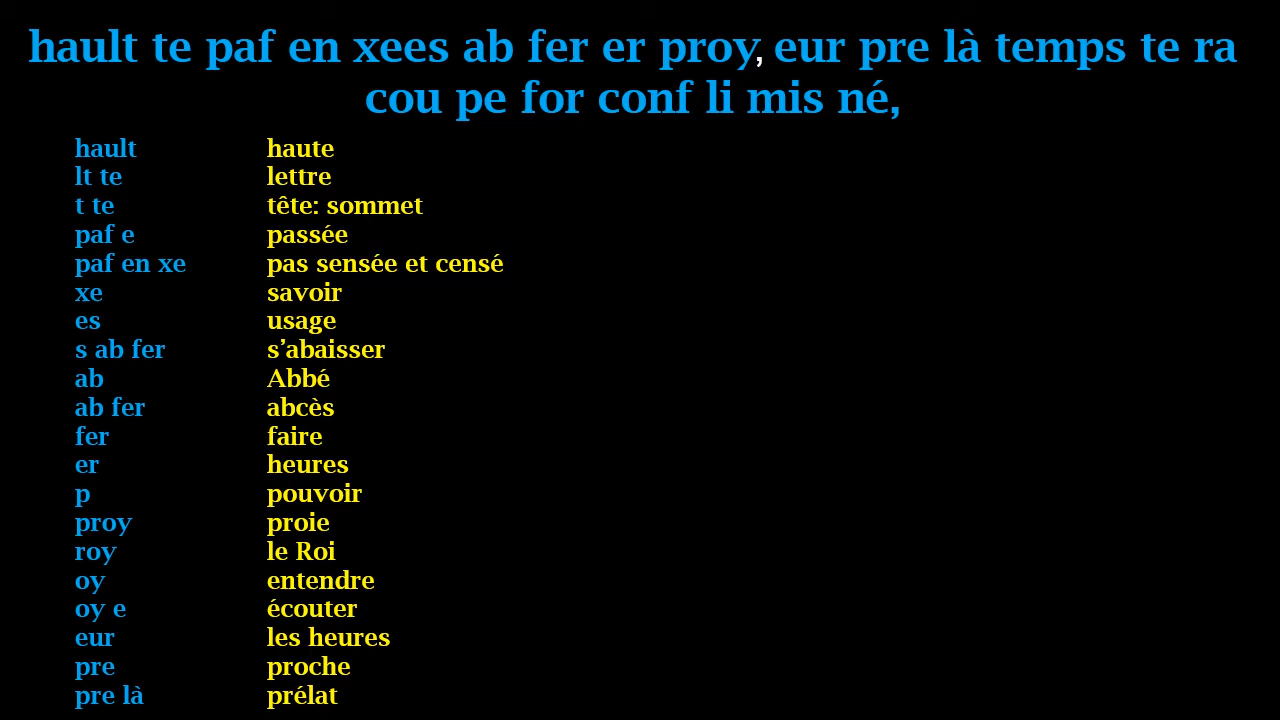 hault te paf en xees ab fer er proy, eur pre là temps te ra
cou pe for conf li mis né,
hault haute
lt te lettre
t te tête: sommet
paf e passée
paf en xe pas sensée et censé
xe savoir
es usage
s ab fer s’abaisser
ab Abbé
ab fer abcès
fer faire
er heures
p pouvoir
proy proie
roy le Roi
oy entendre
oy e écouter
eur les heures
pre proche
pre là prélat